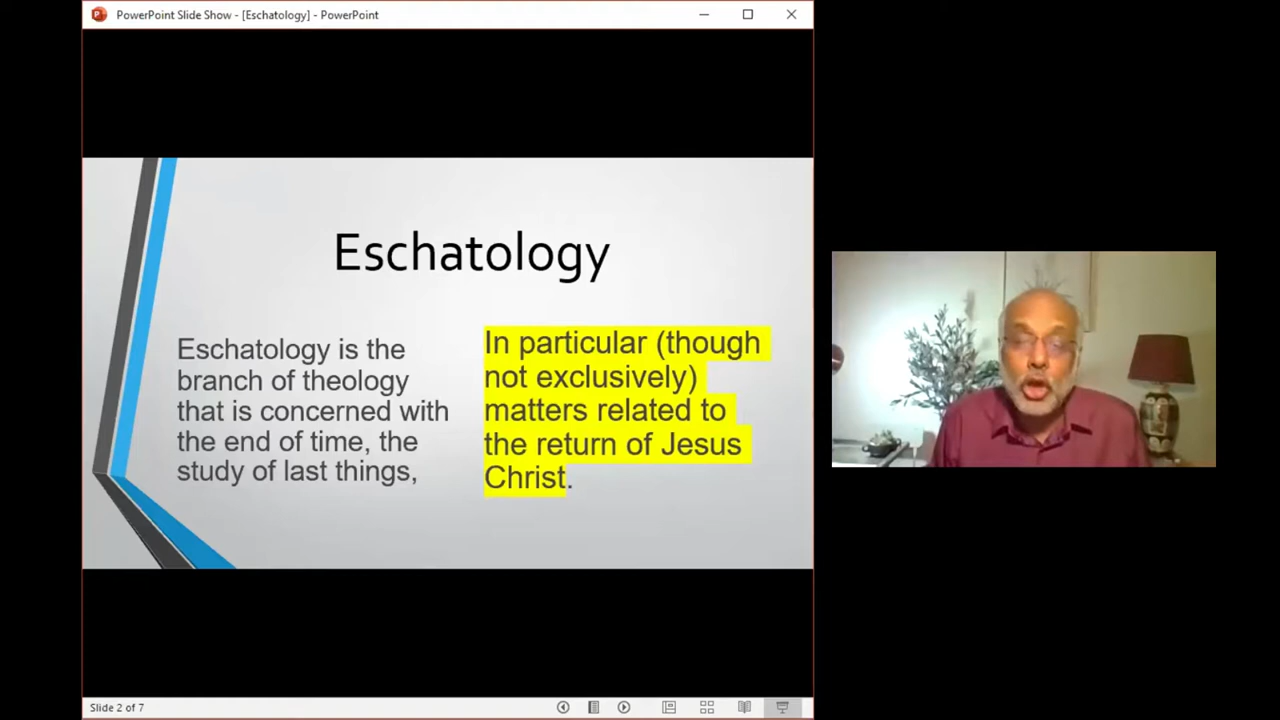 PowerPoint Slide Show - [Eschatology] - PowerPoint
Eschatology
Eschatology is the
branch of theology
that is concerned with
the end of time, the
study of last things,
In particular (though
not exclusively)
matters related to
the return of Jesus
Christ.
Slide 2 of 7